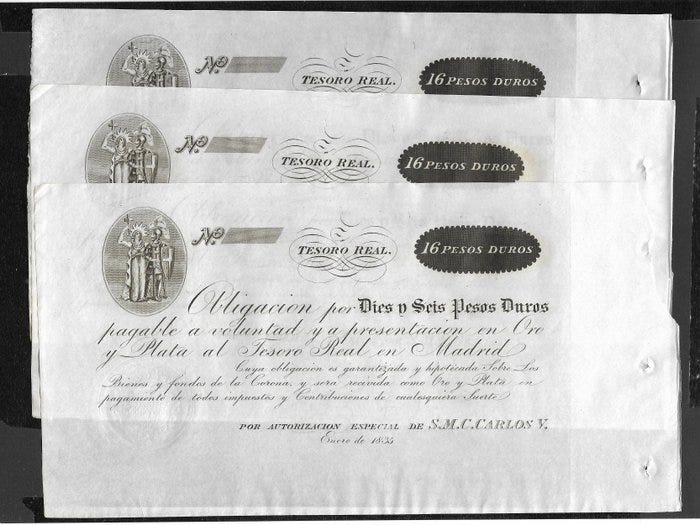 No
TESORO REAL.
16 PESOS DUROS
No
TESORO REAL.
16 PESOS DUROS
No
TESORO REAL.
16 PESOS DUROS
Obligacion por Dies y Seis Pesos Duros
pagable a voluntad y a presentacion en Oro
y Plata al Tesoro Real en Madrid
Cuya obligacion es garantizada y hipotecada Sobre Los
Bienes y fondos de la Corona, y será recivida como Oro y Plata en
pagamiento de todos impuestos y Contribuciones de cualesquiera Suerte
POR AUTORIZACION ESPECIAL DE S.M.C. CARLOS V.
Enero de 1835